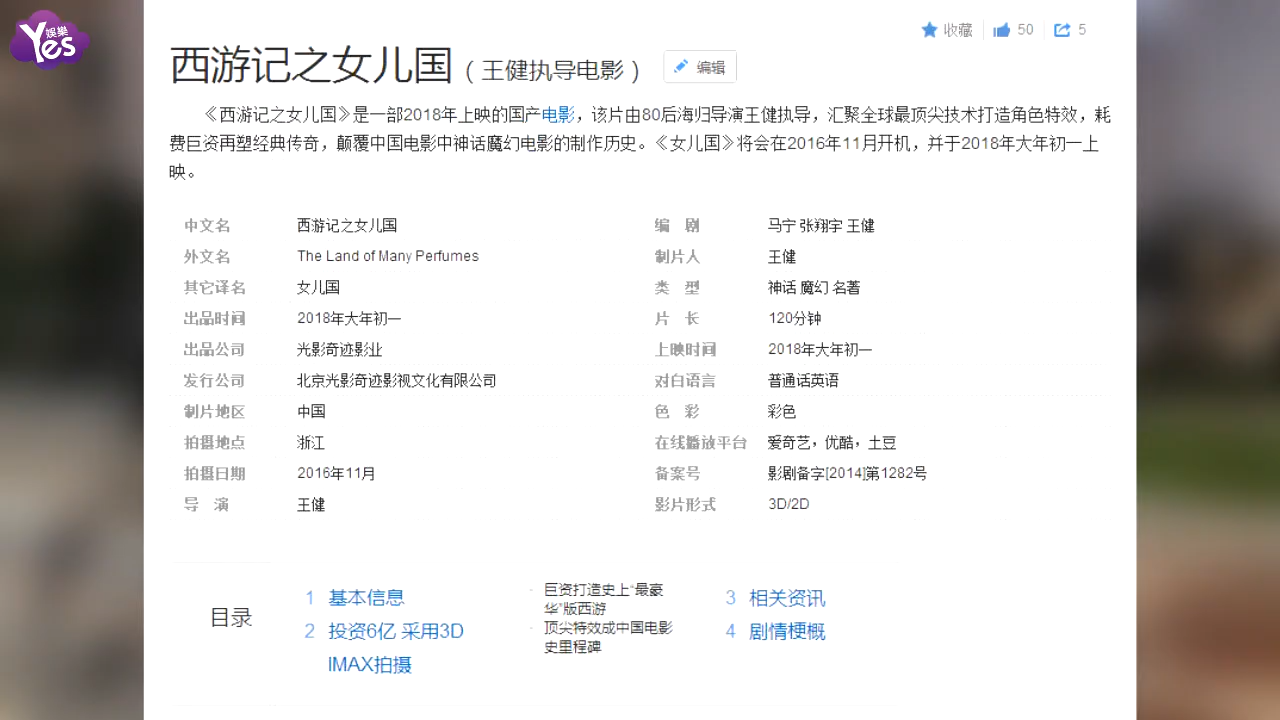 Yes娱樂
收藏 50 5
西游记之女儿国（王健执导电影） 编辑
《西游记之女儿国》是一部2018年上映的国产电影，该片由80后海归导演王健执导，汇聚全球最顶尖技术打造角色特效，耗
费巨资再塑经典传奇，颠覆中国电影中神话魔幻电影的制作历史。《女儿国》将会在2016年11月开机，并于2018年大年初一上
映。
中文名 西游记之女儿国
外文名 The Land of Many Perfumes
其它译名 女儿国
出品时间 2018年大年初一
出品公司 光影奇迹影业
发行公司 北京光影奇迹影视文化有限公司
制片地区 中国
拍摄地点 浙江
拍摄日期 2016年11月
导 演 王健
编 剧 马宁 张翔宇 王健
制片人 王健
类 型 神话 魔幻 名著
片 长 120分钟
上映时间 2018年大年初一
对白语言 普通话英语
色 彩 彩色
在线播放平台 爱奇艺，优酷，土豆
备案号 影剧备字[2014]第1282号
影片形式 3D/2D
目录
1 基本信息
2 投资6亿 采用3D
IMAX拍摄
- 巨资打造史上“最豪
华”版西游
- 顶尖特效成中国电影
史里程碑
3 相关资讯
4 剧情梗概